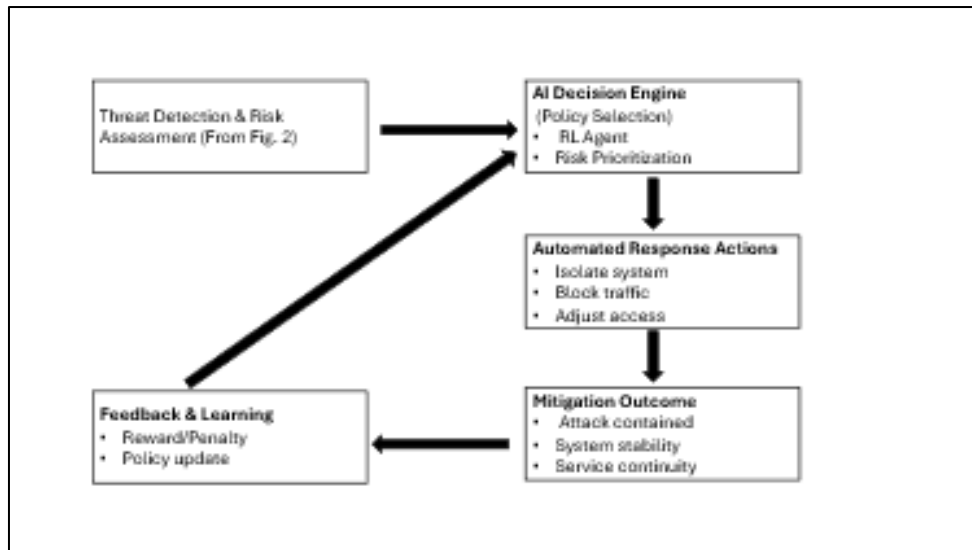 Threat Detection & Risk
Assessment (From Fig. 2)
AI Decision Engine
(Policy Selection)
• RL Agent
• Risk Prioritization
Automated Response Actions
• Isolate system
• Block traffic
• Adjust access
Mitigation Outcome
• Attack contained
• System stability
• Service continuity
Feedback & Learning
• Reward/Penalty
• Policy update